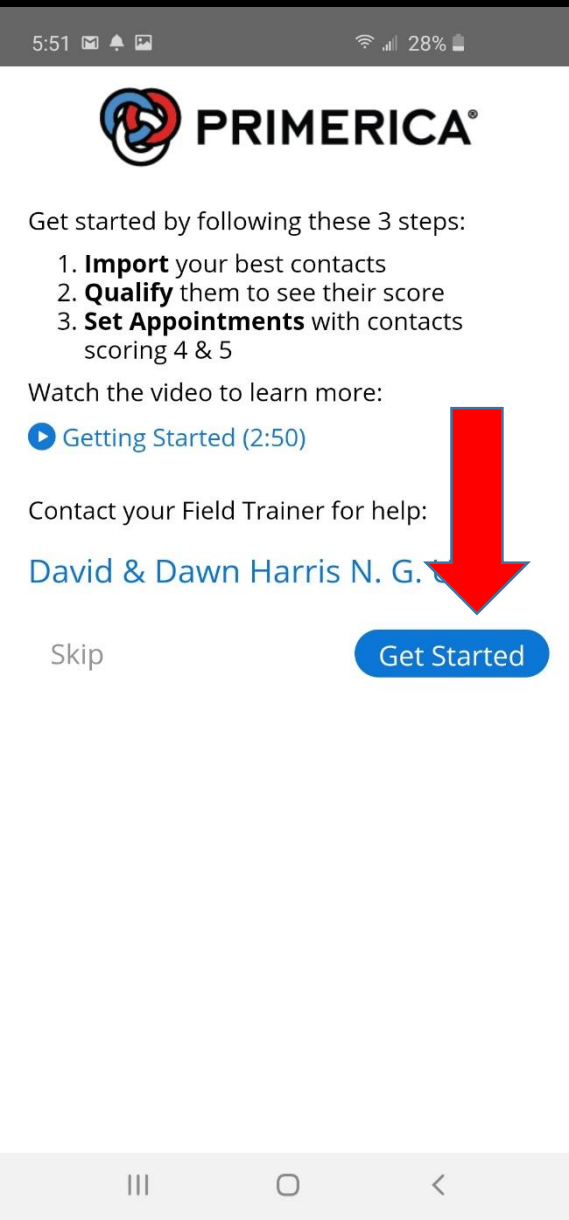 5:51
28%
PRIMERICA®
Get started by following these 3 steps:
1. Import your best contacts
2. Qualify them to see their score
3. Set Appointments with contacts
scoring 4 & 5
Watch the video to learn more:
Getting Started (2:50)
Contact your Field Trainer for help:
David & Dawn Harris N. G.
Skip
Get Started